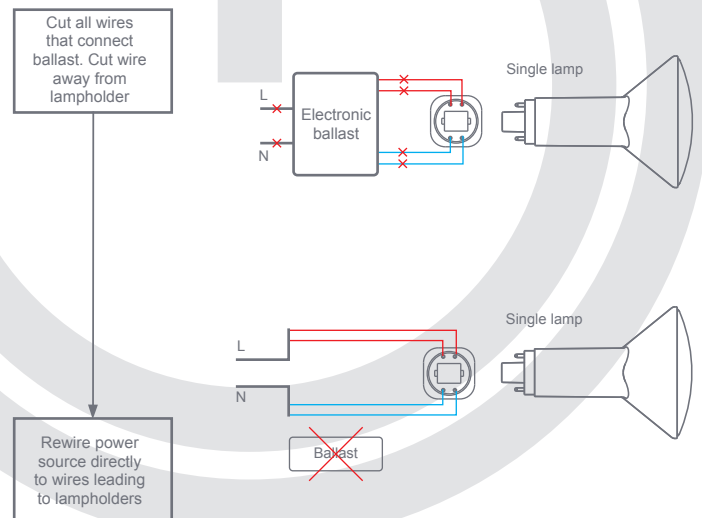 Cut all wires
that connect
ballast. Cut wire
away from
lampholder
L
N
Electronic
ballast
Single lamp
L
N
Single lamp
Ballast
Rewire power
source directly
to wires leading
to lampholders